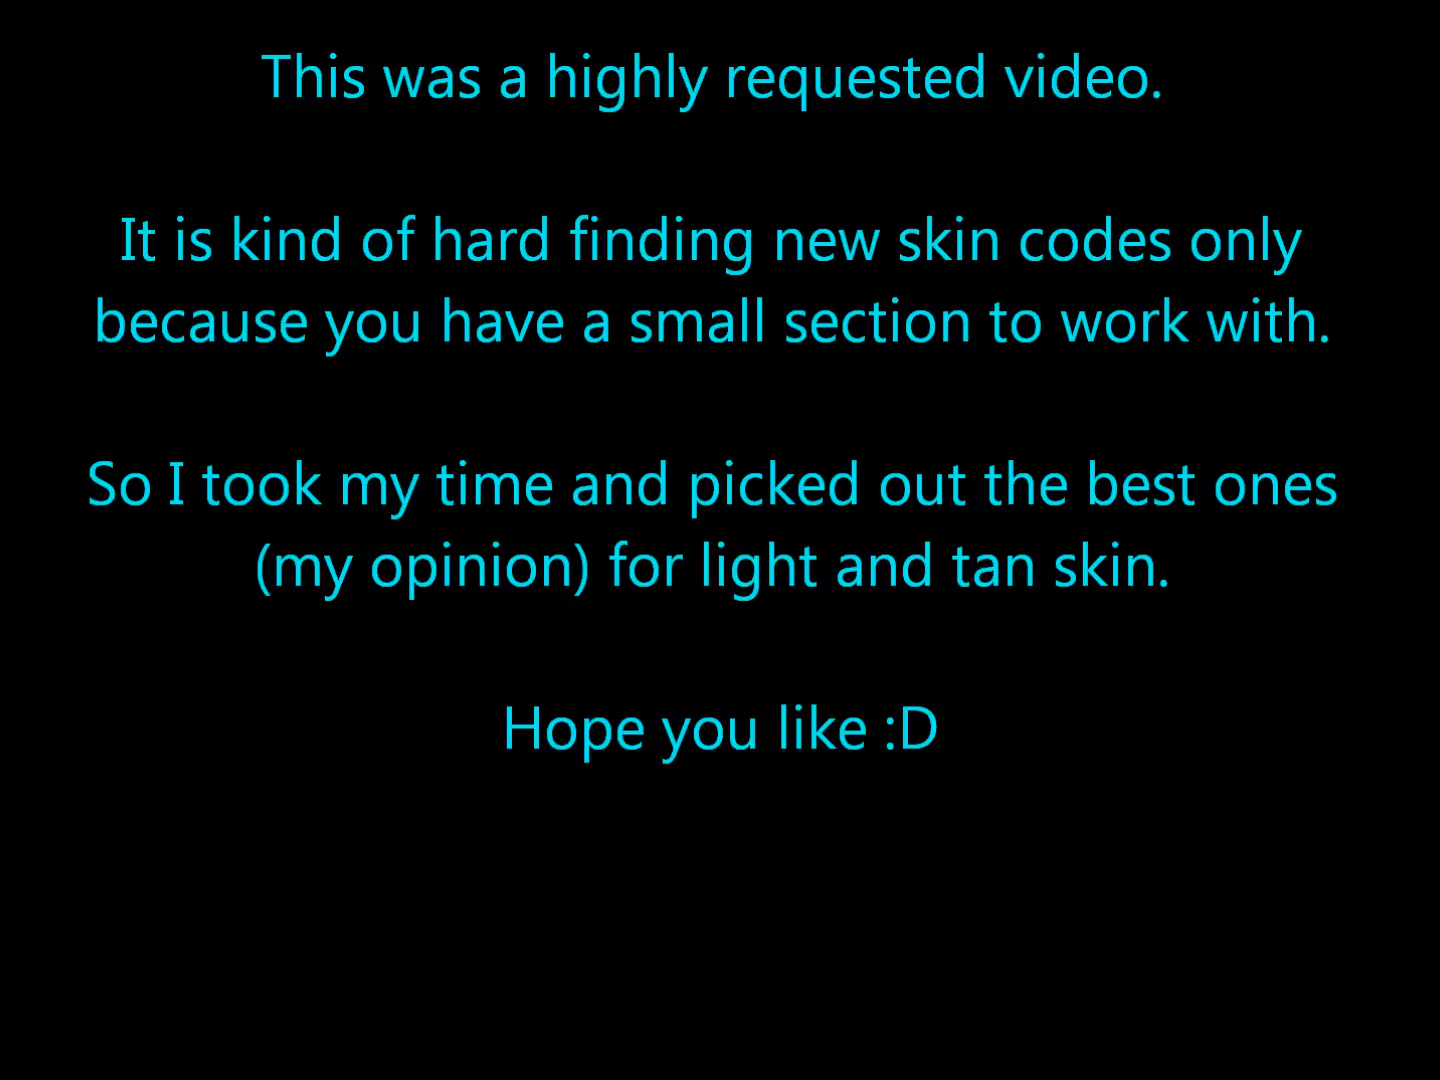 This was a highly requested video.
It is kind of hard finding new skin codes only
because you have a small section to work with.
So I took my time and picked out the best ones
(my opinion) for light and tan skin.
Hope you like :D